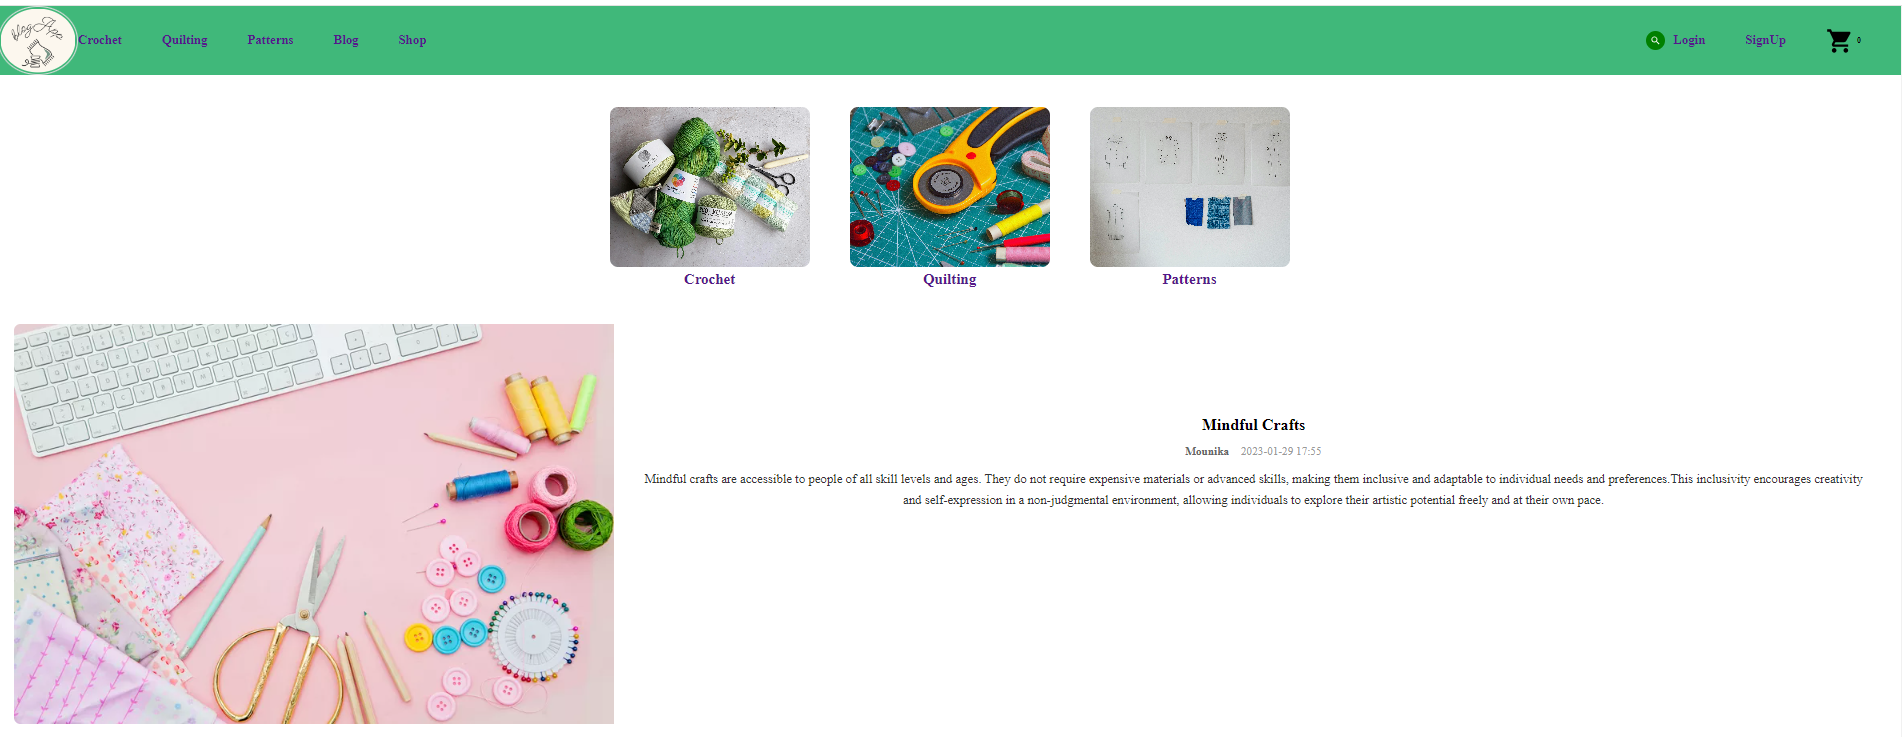 blogApp
Crochet
Quilting
Patterns
Blog
Shop
Login
SignUp
0
Crochet
Quilting
Patterns
Mindful Crafts
Mounika 2023-01-29 17:55
Mindful crafts are accessible to people of all skill levels and ages. They do not require expensive materials or advanced skills, making them inclusive and adaptable to individual needs and preferences.This inclusivity encourages creativity
and self-expression in a non-judgmental environment, allowing individuals to explore their artistic potential freely and at their own pace.